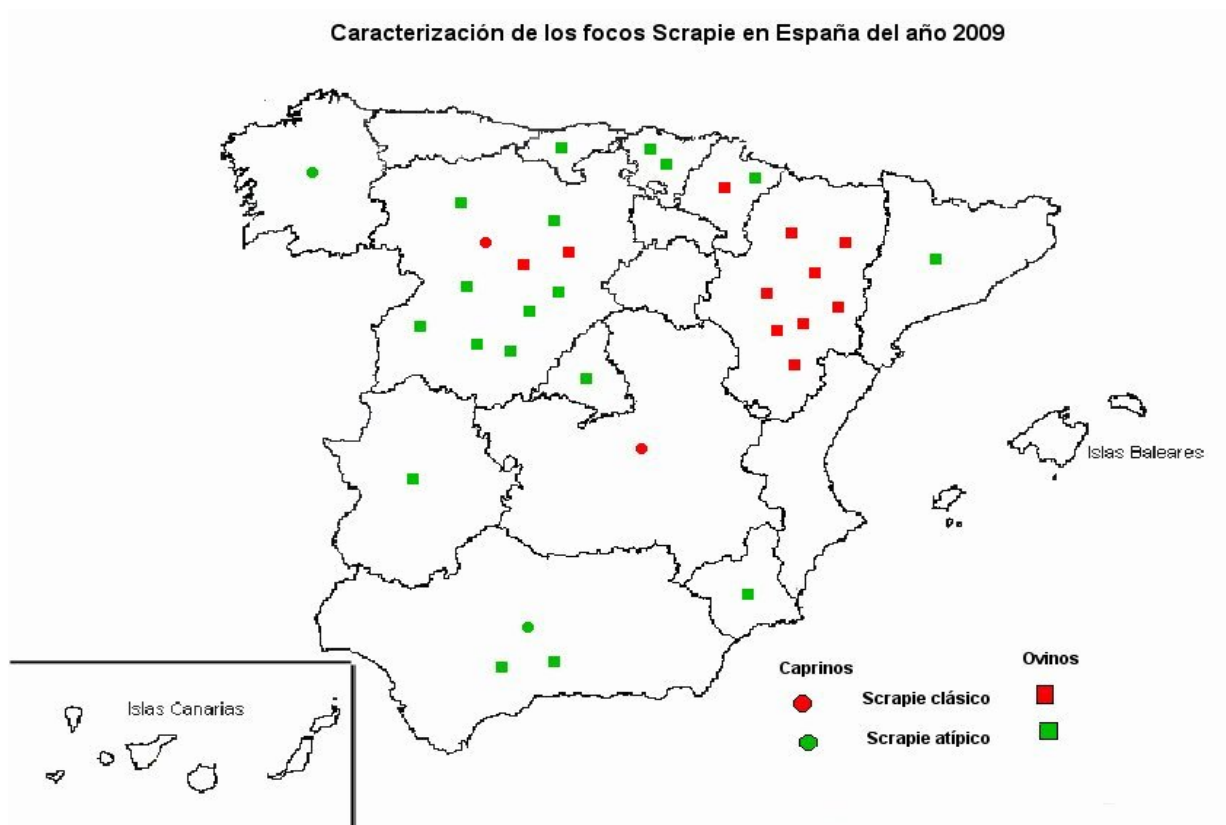 Caracterización de los focos Scrapie en España del año 2009
Islas Baleares
Caprinos
Ovinos
Scrapie clásico
Scrapie atípico
Islas Canarias